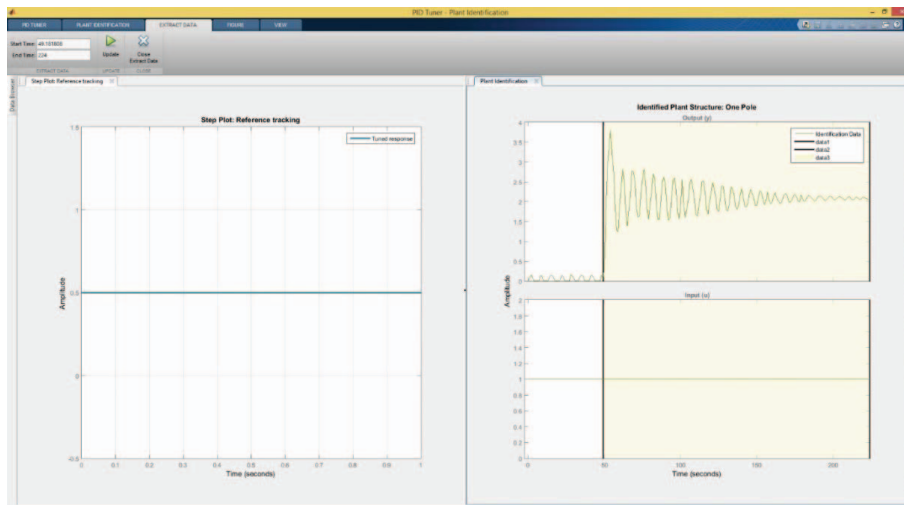 PID Tuner - Plant Identification
PID TUNER
PLANT IDENTIFICATION
EXTRACT DATA
FIGURE
VIEW
Start Time:
End Time: 224
Update
Close
Extract Data
EXTRACT DATA
UPDATE
CLOSE
Data Browser
Step Plot: Reference tracking
Step Plot: Reference tracking
Tuned response
Amplitude
1.5
1
0.5
0
-0.5
0 0.1 0.2 0.3 0.4 0.5 0.6 0.7 0.8 0.9 1
Time (seconds)
Plant Identification
Identified Plant Structure: One Pole
Output (y)
Identification Data
data1
data2
data3
4
3.5
3
2.5
2
1.5
1
0.5
0
Amplitude
Input (u)
2
1.8
1.6
1.4
1.2
1
0.8
0.6
0.4
0.2
0
0 50 100 150 200
Time (seconds)